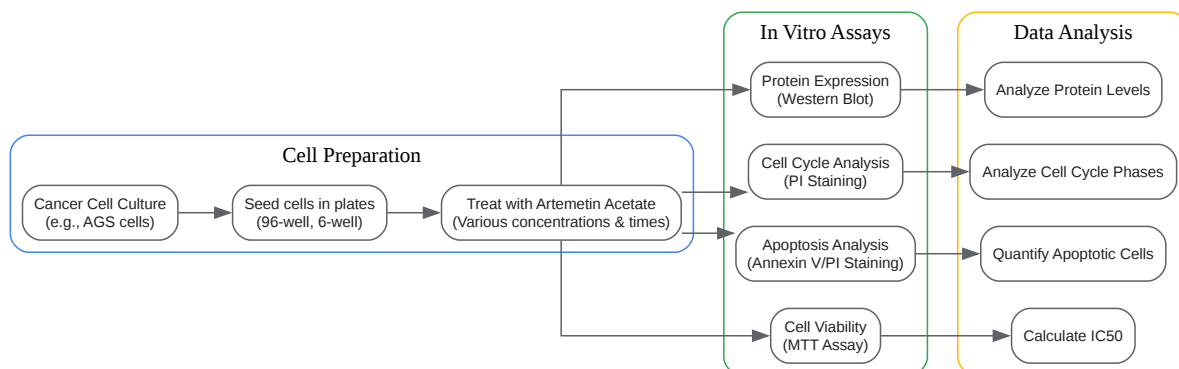 Cell Preparation
Cancer Cell Culture
(e.g., AGS cells)
Seed cells in plates
(96-well, 6-well)
Treat with Artemetin Acetate
(Various concentrations & times)
In Vitro Assays
Protein Expression
(Western Blot)
Cell Cycle Analysis
(PI Staining)
Apoptosis Analysis
(Annexin V/PI Staining)
Cell Viability
(MTT Assay)
Data Analysis
Analyze Protein Levels
Analyze Cell Cycle Phases
Quantify Apoptotic Cells
Calculate IC50